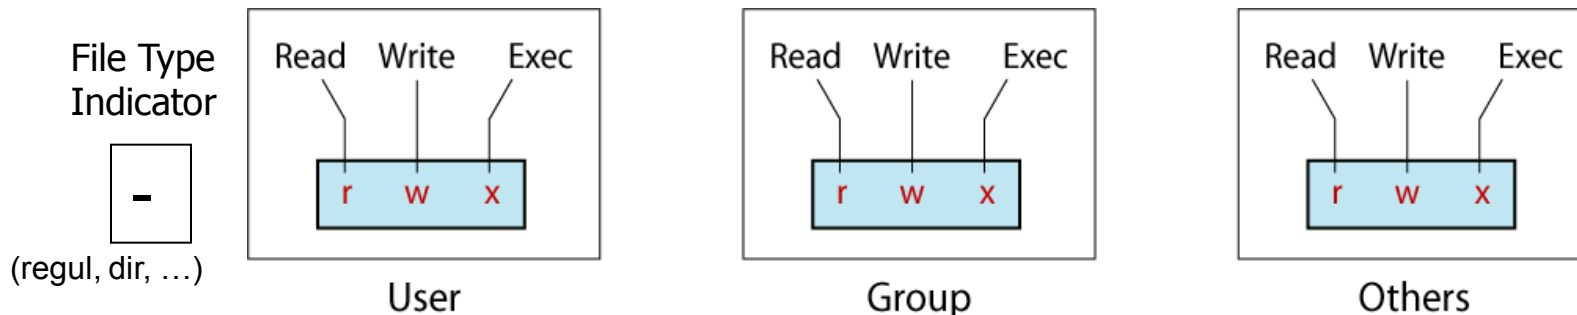 File Type
Indicator
-
(regul, dir, …)
Read Write Exec
r w x
User
Read Write Exec
r w x
Group
Read Write Exec
r w x
Others